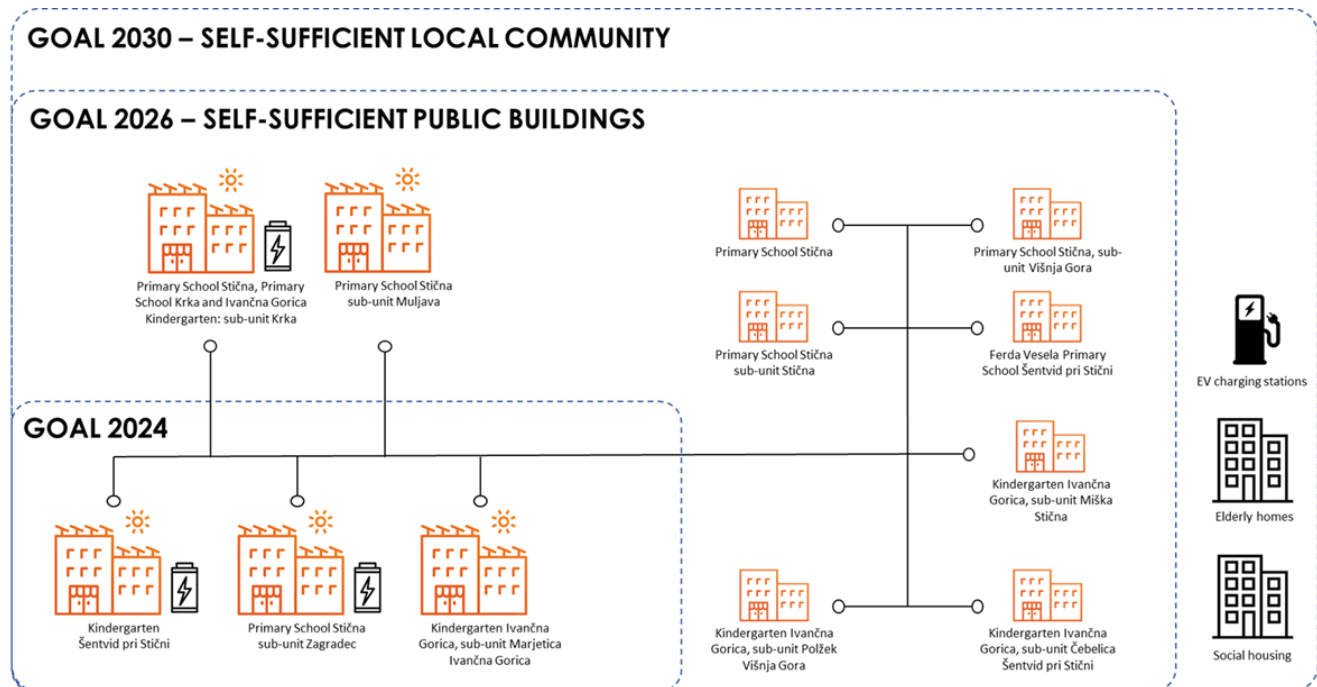 GOAL 2030 – SELF-SUFFICIENT LOCAL COMMUNITY
GOAL 2026 – SELF-SUFFICIENT PUBLIC BUILDINGS
Primary School Stična, Primary
School Krka and Ivančna Gorica
Kindergarten: sub-unit Krka
Primary School Stična
sub-unit Muljava
Primary School Stična
Primary School Stična, sub-
unit Višnja Gora
Primary School Stična
sub-unit Stična
Ferda Vesela Primary
School Šentvid pri Stični
EV charging stations
GOAL 2024
Kindergarten Ivančna
Gorica, sub-unit Miška
Stična
Elderly homes
Kindergarten
Šentvid pri Stični
Primary School Stična
sub-unit Zagradec
Kindergarten Ivančna
Gorica, sub-unit Marjetica
Ivančna Gorica
Kindergarten Ivančna
Gorica, sub-unit Polžek
Višnja Gora
Kindergarten Ivančna
Gorica, sub-unit Čebelica
Šentvid pri Stični
Social housing